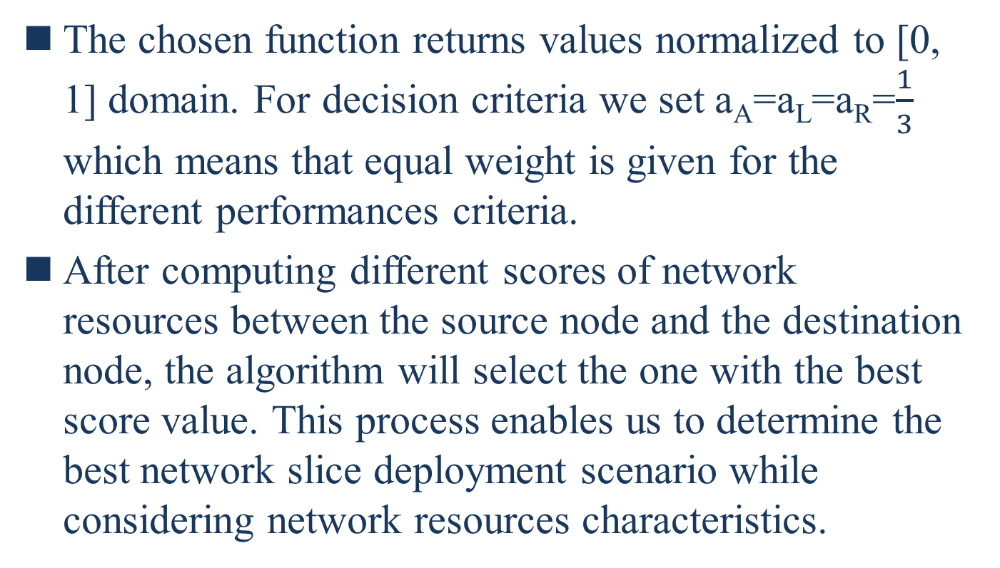 ■ The chosen function returns values normalized to [0,
1] domain. For decision criteria we set a_A=a_L=a_R=1/3
which means that equal weight is given for the
different performances criteria.
■ After computing different scores of network
resources between the source node and the destination
node, the algorithm will select the one with the best
score value. This process enables us to determine the
best network slice deployment scenario while
considering network resources characteristics.